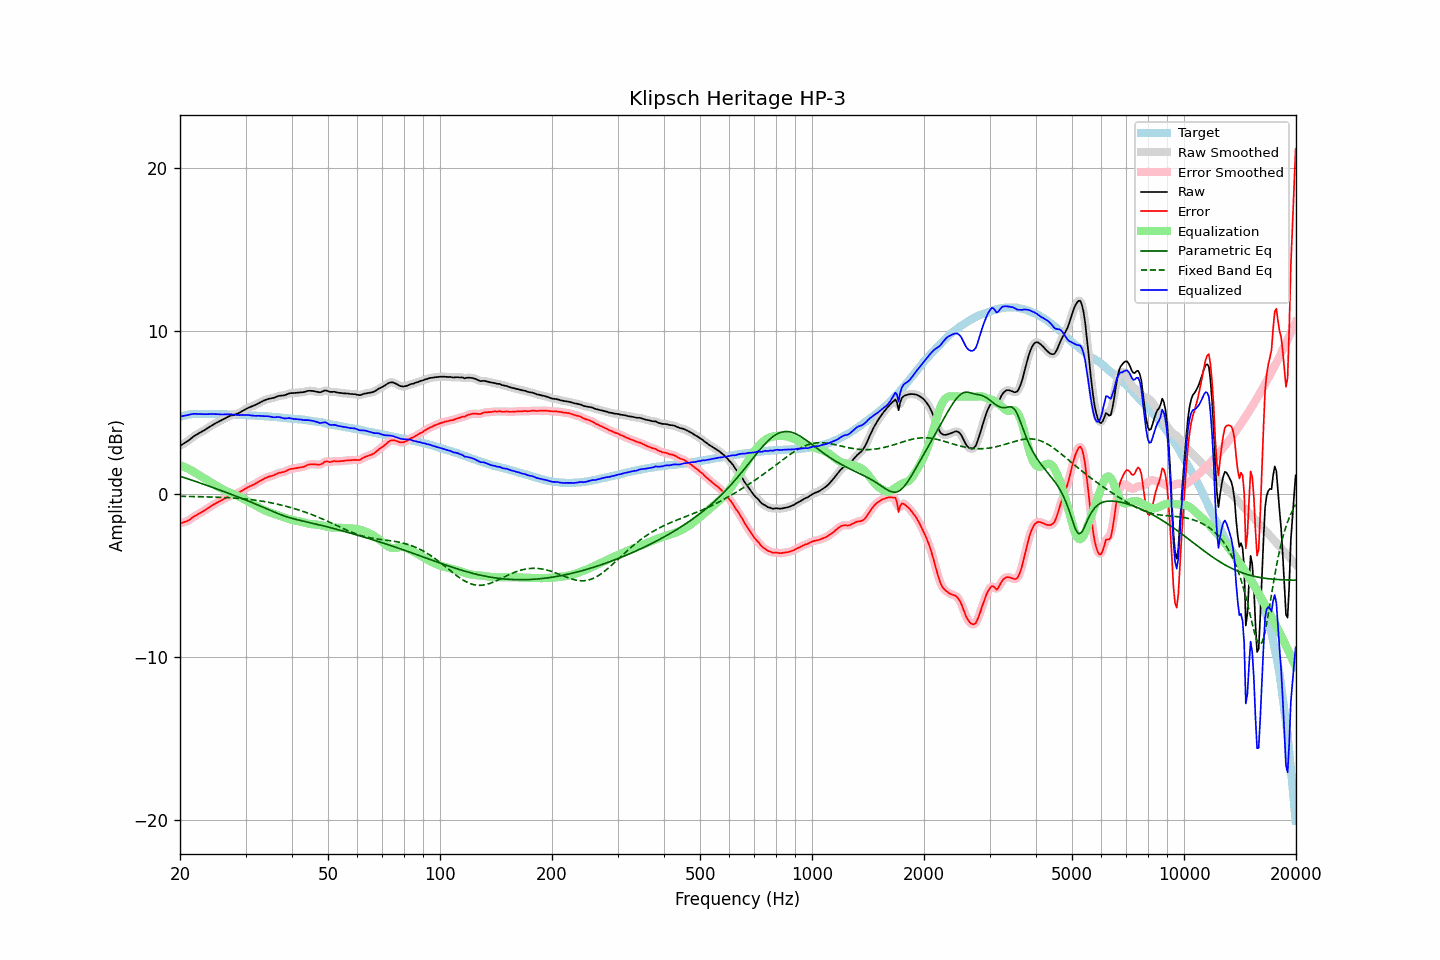 Klipsch Heritage HP-3
Target
Raw Smoothed
Error Smoothed
Raw
Error
Equalization
Parametric Eq
Fixed Band Eq
Equalized
Amplitude (dBr)
20
10
0
−10
−20
20 50 100 200 500 1000 2000 5000 10000 20000
Frequency (Hz)